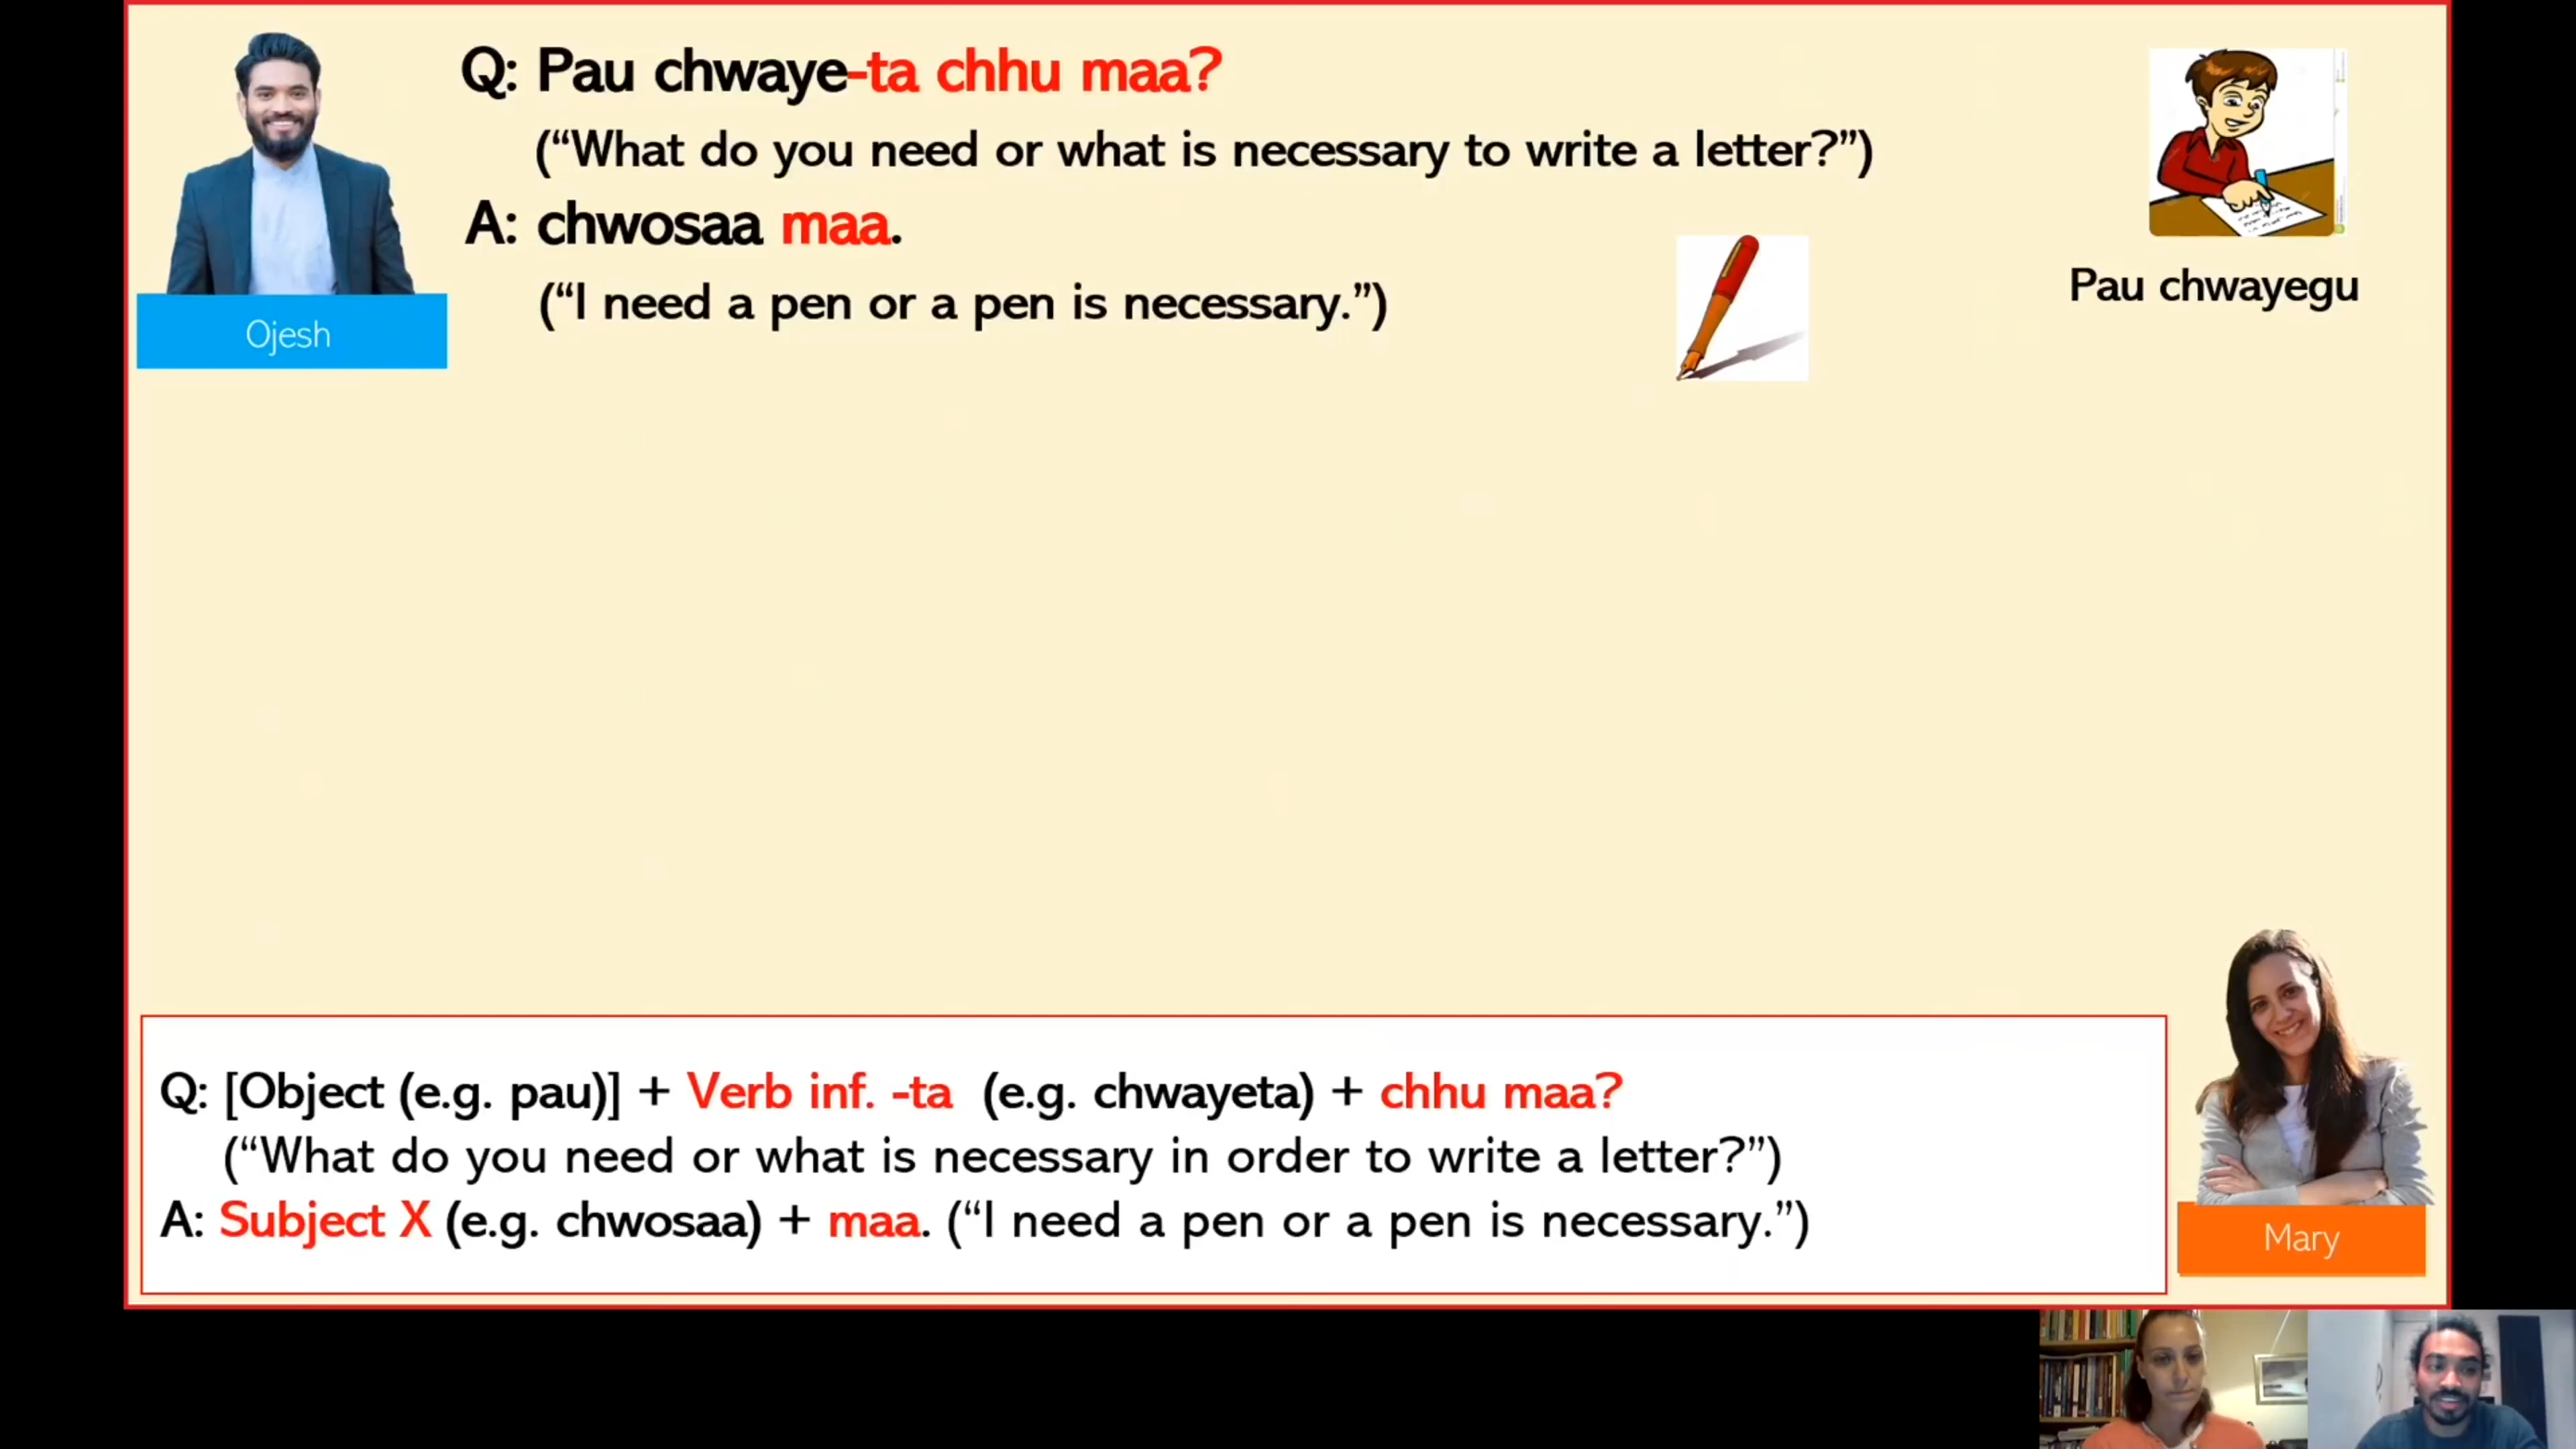 Q: Pau chwaye-ta chhu maa?
(“What do you need or what is necessary to write a letter?”)
A: chwosaa maa.
(“I need a pen or a pen is necessary.”)
Ojesh
Pau chwayegu
Q: [Object (e.g. pau)] + Verb inf. -ta (e.g. chwayeta) + chhu maa?
(“What do you need or what is necessary in order to write a letter?”)
A: Subject X (e.g. chwosaa) + maa. (“I need a pen or a pen is necessary.”)
Mary